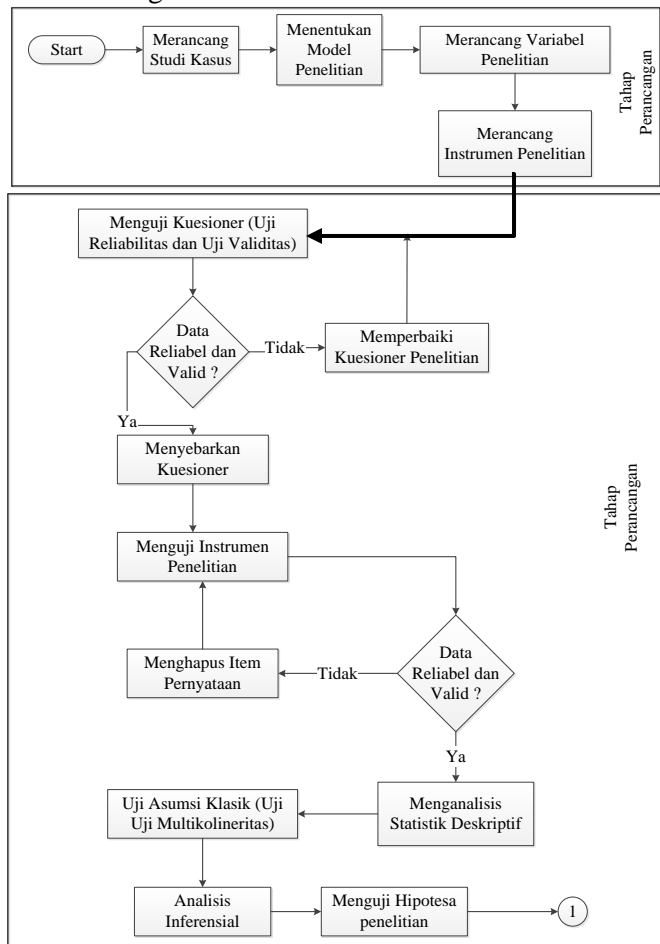 Start
Merancang
Studi Kasus
Menentukan
Model
Penelitian
Merancang Variabel
Penelitian
Merancang
Instrumen Penelitian
Tahap
Perancangan
Menguji Kuesioner (Uji
Reliabilitas dan Uji Validitas)
Data
Reliabel dan
Valid ?
Tidak
Memperbaiki
Kuesioner Penelitian
Ya
Menyebarkan
Kuesioner
Tahap
Perancangan
Menguji Instrumen
Penelitian
Data
Reliabel dan
Valid ?
Tidak
Menghapus Item
Pernyataan
Ya
Menganalisis
Statistik Deskriptif
Uji Asumsi Klasik (Uji
Uji Multikolineritas)
Analisis
Inferensial
Menguji Hipotesa
penelitian
1